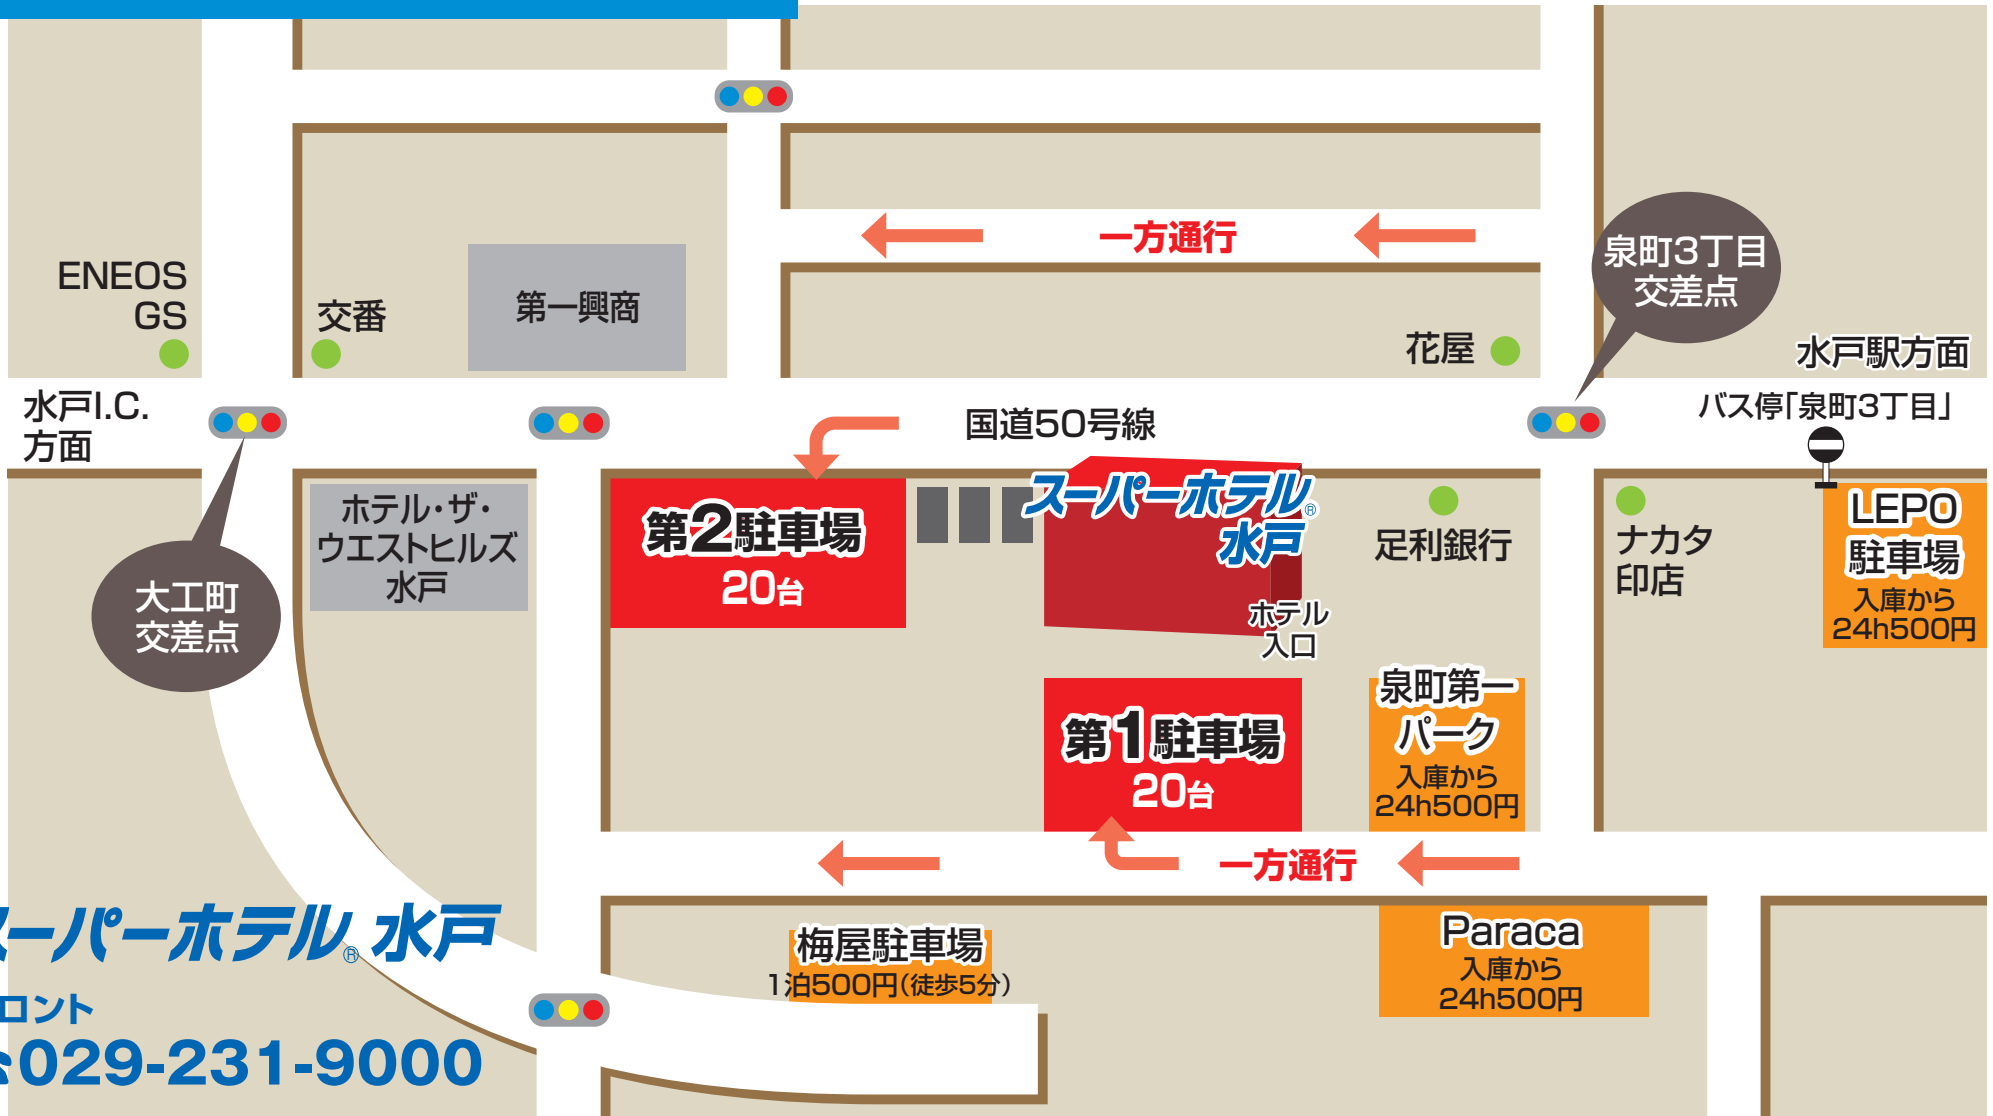 一方通行
泉町3丁目
交差点
ENEOS
GS
交番
第一興商
花屋
水戸駅方面
水戸I.C.
方面
国道50号線
バス停「泉町3丁目」
スーパーホテル®
水戸
ホテル・ザ・
ウエストヒルズ
水戸
第2駐車場
20台
足利銀行
ナカタ
印店
LEPO
駐車場
入庫から
24h500円
大工町
交差点
ホテル
入口
泉町第一
パーク
入庫から
24h500円
第1駐車場
20台
一方通行
スーパーホテル® 水戸
梅屋駐車場
1泊500円(徒歩5分)
Paraca
入庫から
24h500円
ロント
029-231-9000